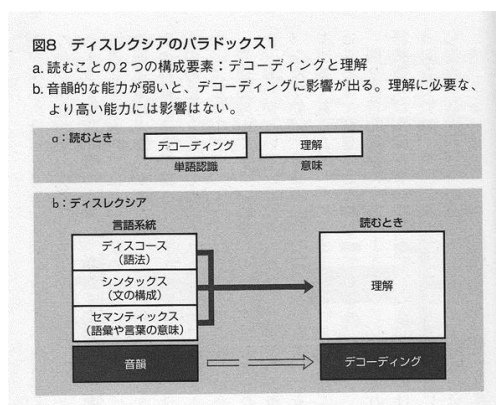 図8 ディスレクシアのパラドックス1
a. 読むことの2つの構成要素：デコーディングと理解
b. 音韻的な能力が弱いと、デコーディングに影響が出る。理解に必要な、
より高い能力には影響はない。
a：読むとき
デコーディング
理解
単語認識
意味
b：ディスレクシア
言語系統
読むとき
ディスコース
（語法）
シンタックス
（文の構成）
セマンティックス
（語彙や言葉の意味）
理解
音韻
デコーディング